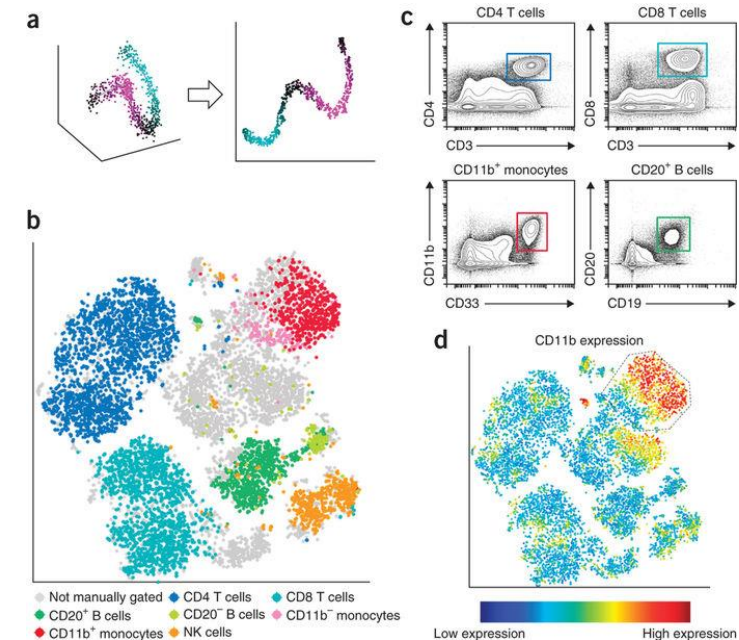 a
b
Not manually gated
CD4 T cells
CD8 T cells
CD20⁺ B cells
CD20⁻ B cells
CD11b⁻ monocytes
CD11b⁺ monocytes
NK cells
c
CD4 T cells
CD8 T cells
CD4
CD3
CD8
CD3
CD11b⁺ monocytes
CD20⁺ B cells
CD11b
CD33
CD20
CD19
d
CD11b expression
Low expression
High expression